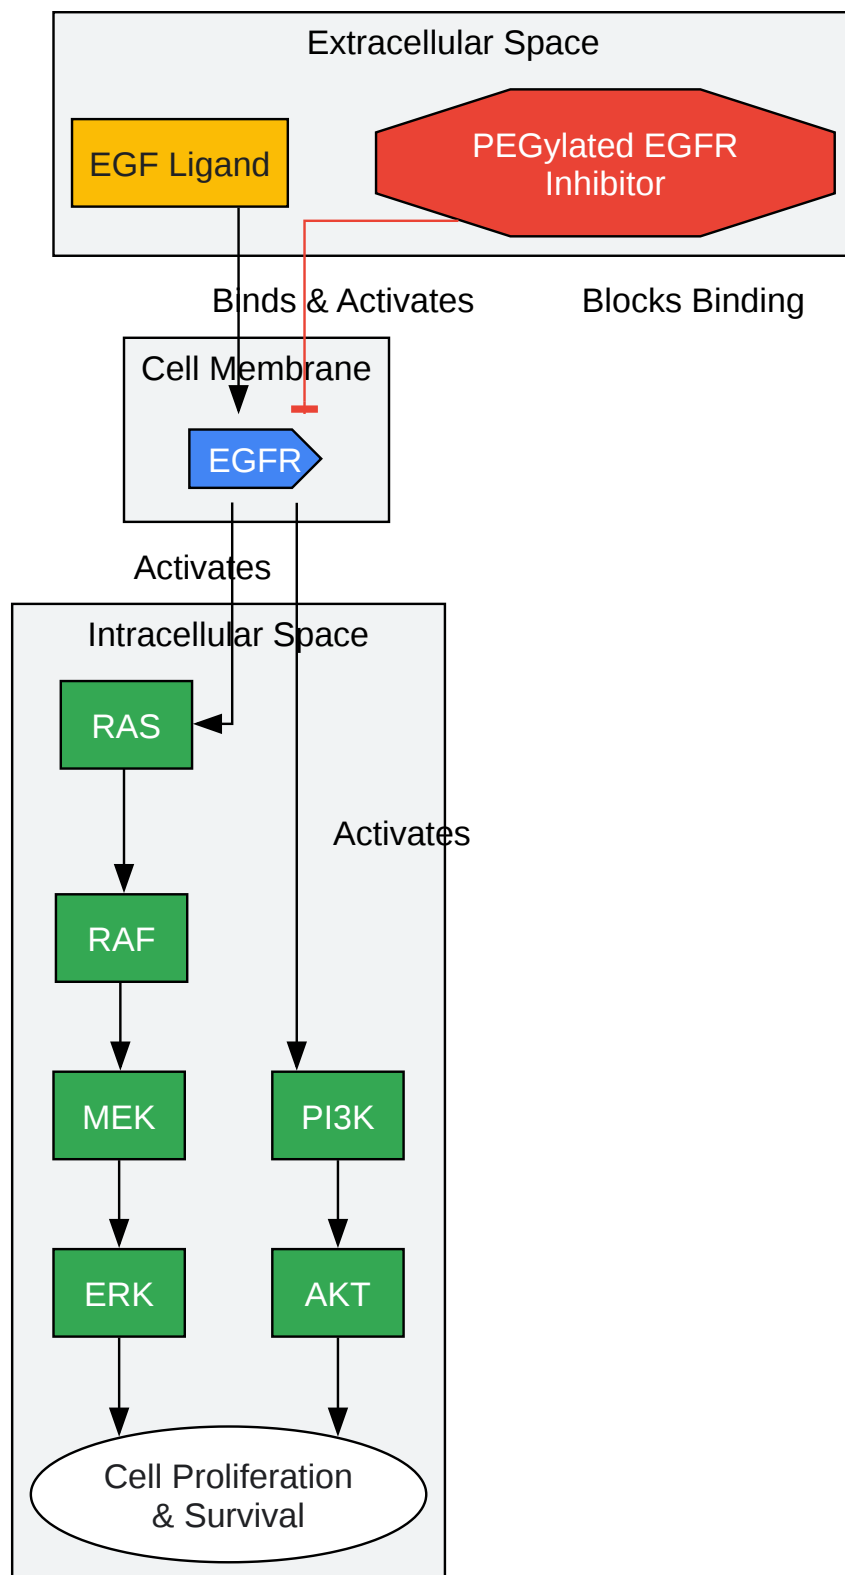 Extracellular Space
EGF Ligand
PEGylated EGFR
Inhibitor
Binds & Activates
Blocks Binding
Cell Membrane
EGFR
Activates
Intracellular Space
RAS
Activates
RAF
MEK
PI3K
ERK
AKT
Cell Proliferation
& Survival